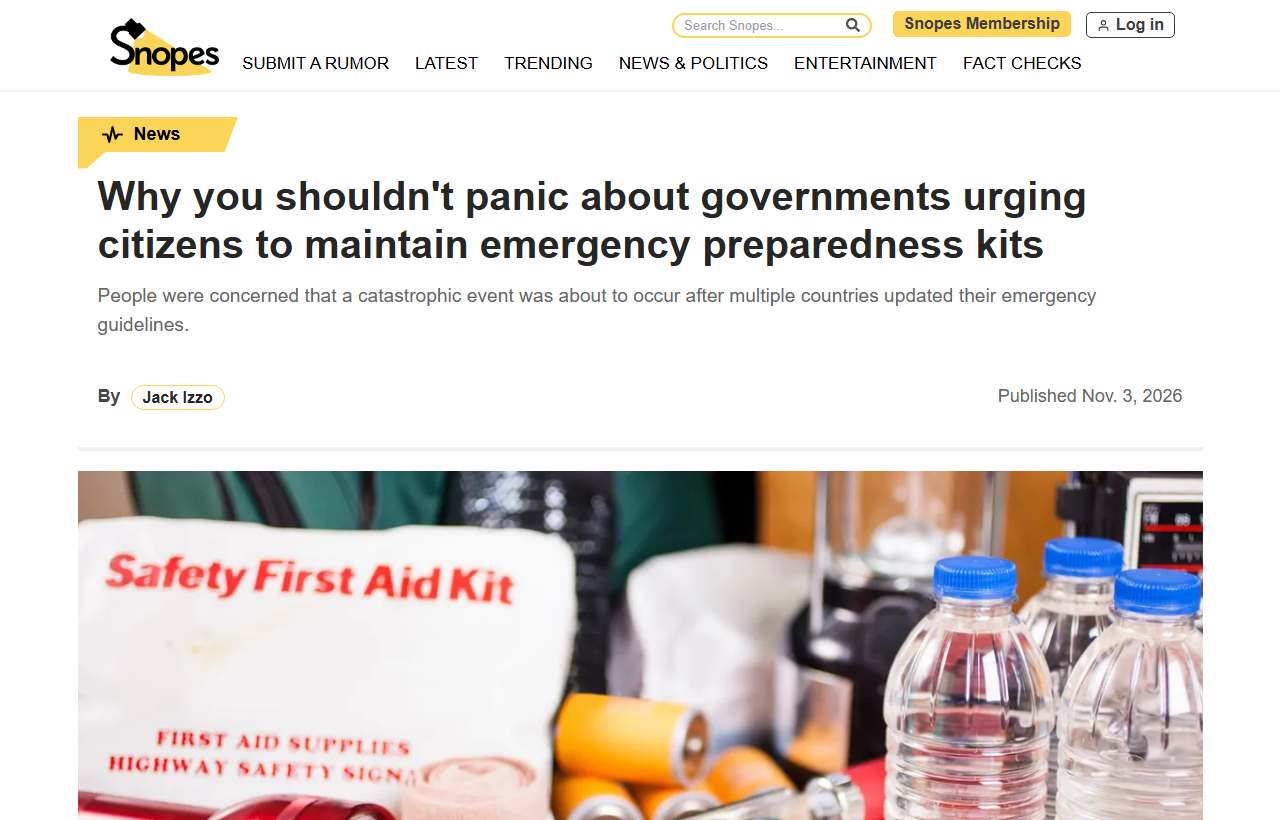 Snopes
Search Snopes...
Snopes Membership
Log in
SUBMIT A RUMOR
LATEST
TRENDING
NEWS & POLITICS
ENTERTAINMENT
FACT CHECKS
News
Why you shouldn't panic about governments urging
citizens to maintain emergency preparedness kits
People were concerned that a catastrophic event was about to occur after multiple countries updated their emergency
guidelines.
By Jack Izzo
Published Nov. 3, 2026
Safety First Aid Kit
FIRST AID SUPPLIES
HIGHWAY SAFETY SIGN